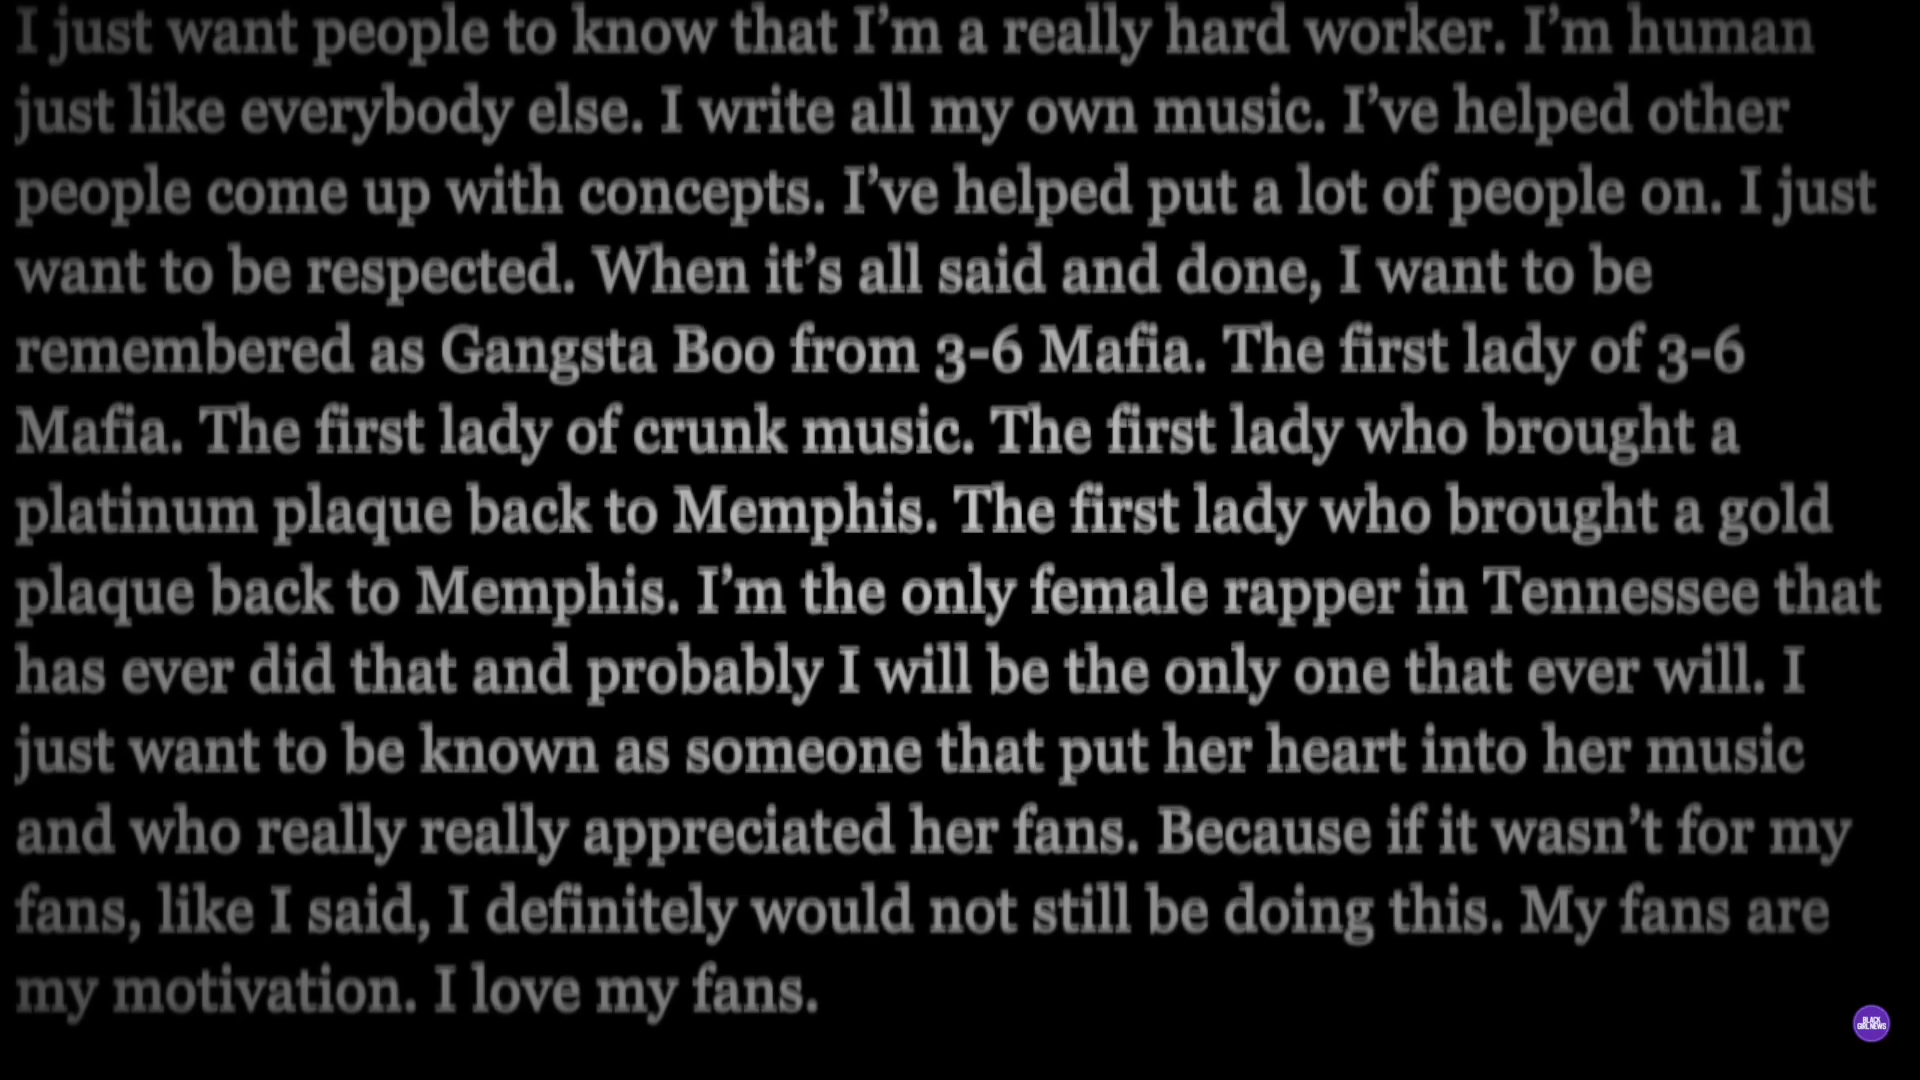 I just want people to know that I’m a really hard worker. I’m human
just like everybody else. I write all my own music. I’ve helped other
people come up with concepts. I’ve helped put a lot of people on. I just
want to be respected. When it’s all said and done, I want to be
remembered as Gangsta Boo from 3-6 Mafia. The first lady of 3-6
Mafia. The first lady of crunk music. The first lady who brought a
platinum plaque back to Memphis. The first lady who brought a gold
plaque back to Memphis. I’m the only female rapper in Tennessee that
has ever did that and probably I will be the only one that ever will. I
just want to be known as someone that put her heart into her music
and who really really appreciated her fans. Because if it wasn’t for my
fans, like I said, I definitely would not still be doing this. My fans are
my motivation. I love my fans.
BLACK
GIRL NEWS